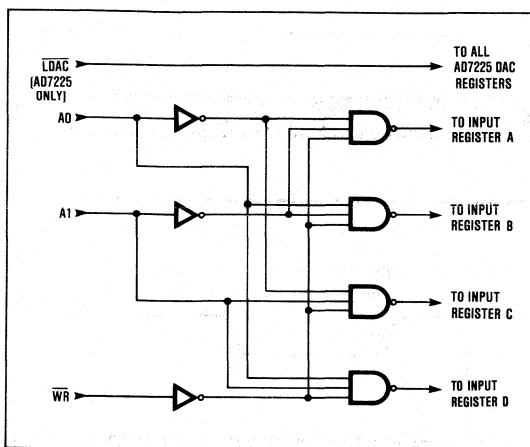 LDAC
(AD7225
ONLY)
TO ALL
AD7225 DAC
REGISTERS
A0
TO INPUT
REGISTER A
A1
TO INPUT
REGISTER B
TO INPUT
REGISTER C
WR
TO INPUT
REGISTER D